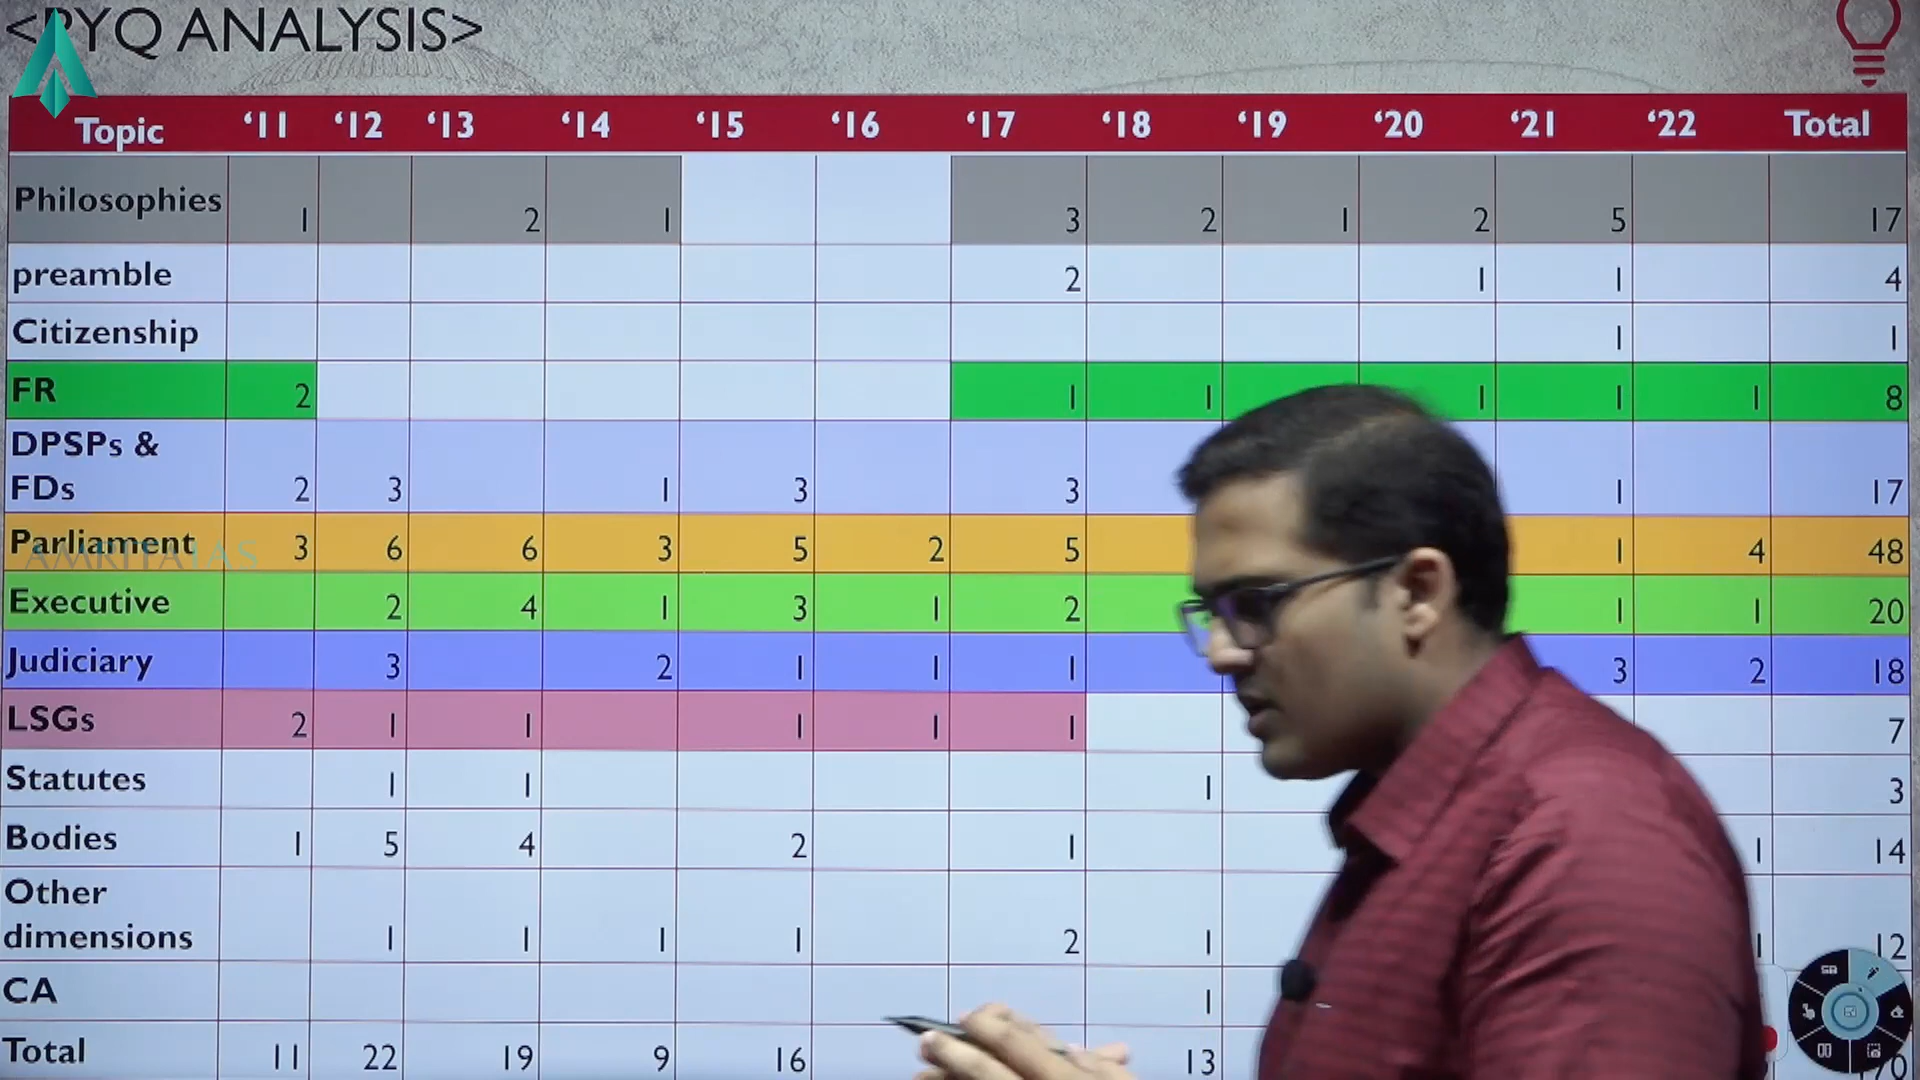 <PYQ ANALYSIS>
Topic '11 '12 '13 '14 '15 '16 '17 '18 '19 '20 '21 '22 Total
Philosophies 1 2 1 3 2 1 2 5 17
preamble 2 1 1 4
Citizenship 1 1
FR 2 1 1 1 1 1 8
DPSPs &
FDs 2 3 1 3 3 1 17
Parliament 3 6 6 3 5 2 5 1 4 48
AMRITA IAS
Executive 2 4 1 3 1 2 1 1 20
Judiciary 3 2 1 1 1 3 2 18
LSGs 2 1 1 1 1 1 7
Statutes 1 1 1 3
Bodies 1 5 4 2 1 1 14
Other
dimensions 1 1 1 1 2 1 1 12
CA 1
Total 11 22 19 9 16 13